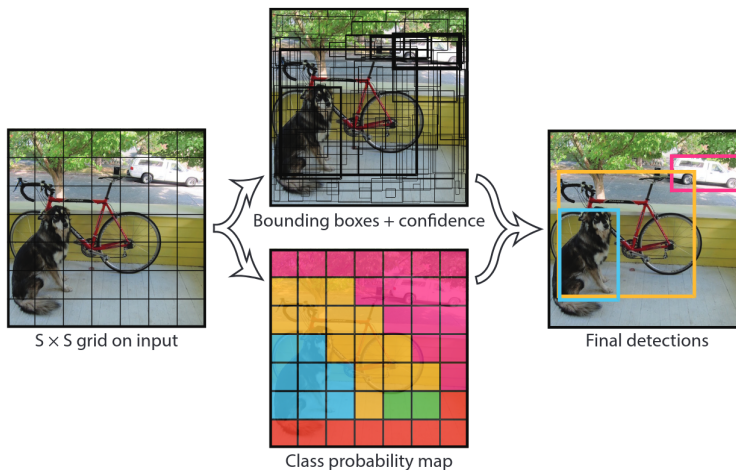 Bounding boxes + confidence
S × S grid on input
Final detections
Class probability map